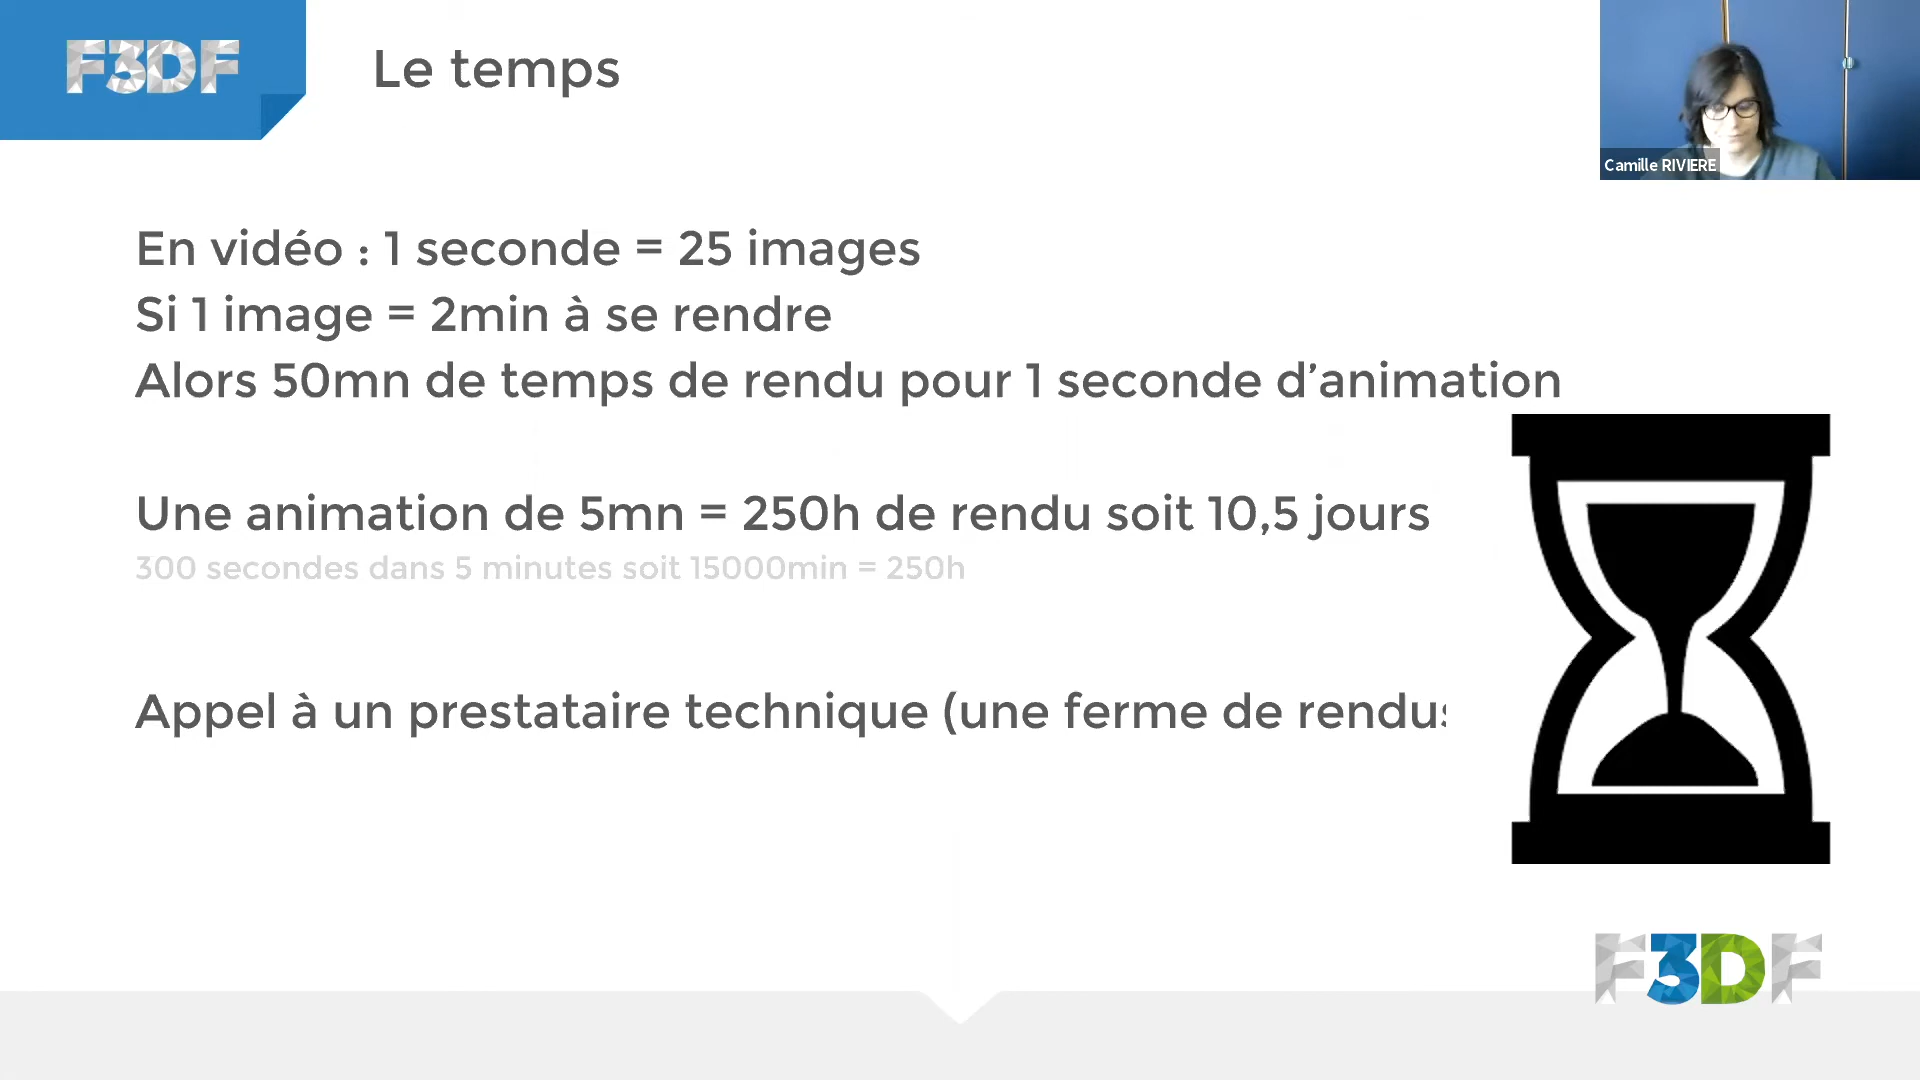 F3DF
Le temps
Camille RIVIERE
En vidéo : 1 seconde = 25 images
Si 1 image = 2min à se rendre
Alors 50mn de temps de rendu pour 1 seconde d’animation
Une animation de 5mn = 250h de rendu soit 10,5 jours
300 secondes dans 5 minutes soit 15000min = 250h
Appel à un prestataire technique (une ferme de rendus
F3DF